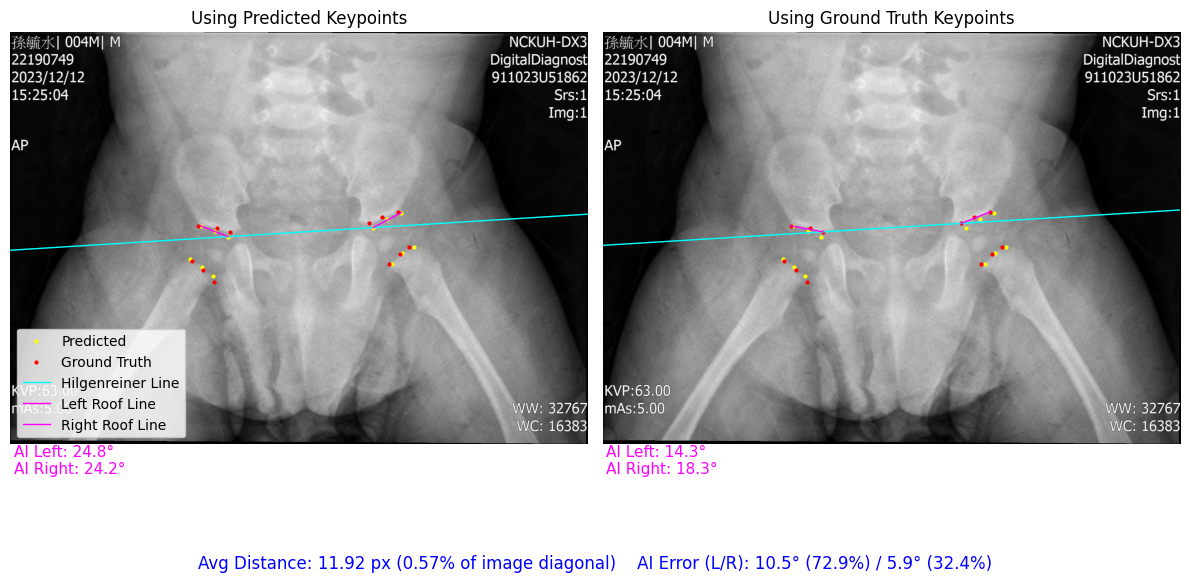 Using Predicted Keypoints
孫毓水| 004M| M
22190749
2023/12/12
15:25:04
AP
NCKUH-DX3
DigitalDiagnost
911023U51862
Srs:1
Img:1
Predicted
Ground Truth
Hilgenreiner Line
Left Roof Line
Right Roof Line
KVP:63.00
mAs:5.00
WW: 32767
WC: 16383
AI Left: 24.8°
AI Right: 24.2°
Using Ground Truth Keypoints
孫毓水| 004M| M
22190749
2023/12/12
15:25:04
AP
NCKUH-DX3
DigitalDiagnost
911023U51862
Srs:1
Img:1
KVP:63.00
mAs:5.00
WW: 32767
WC: 16383
AI Left: 14.3°
AI Right: 18.3°
Avg Distance: 11.92 px (0.57% of image diagonal) AI Error (L/R): 10.5° (72.9%) / 5.9° (32.4%)